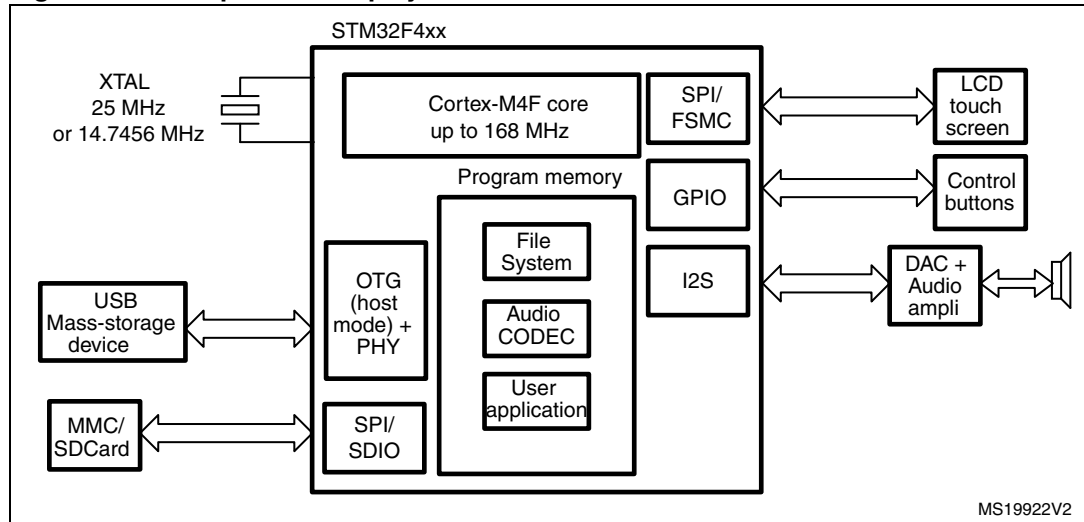 STM32F4xx
XTAL
25 MHz
or 14.7456 MHz
Cortex-M4F core
up to 168 MHz
SPI/
FSMC
LCD
touch
screen
Program memory
GPIO
Control
buttons
File
System
I2S
DAC +
Audio
ampli
OTG
(host
mode) +
PHY
USB
Mass-storage
device
Audio
CODEC
User
application
MMC/
SDCard
SPI/
SDIO
MS19922V2